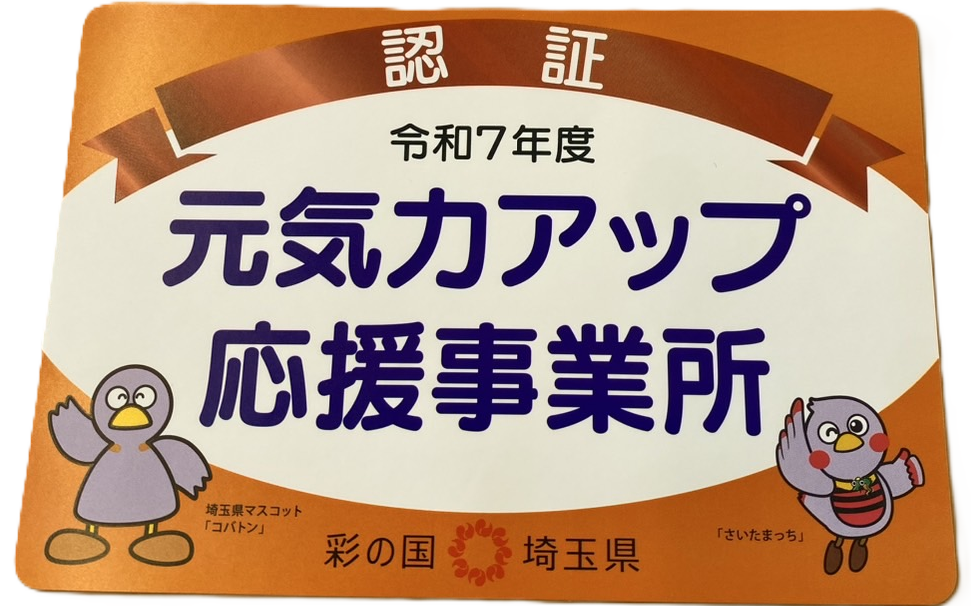 認証
令和7年度
元気力アップ
応援事業所
埼玉県マスコット
「コバトン」
「さいたまっち」
彩の国 埼玉県